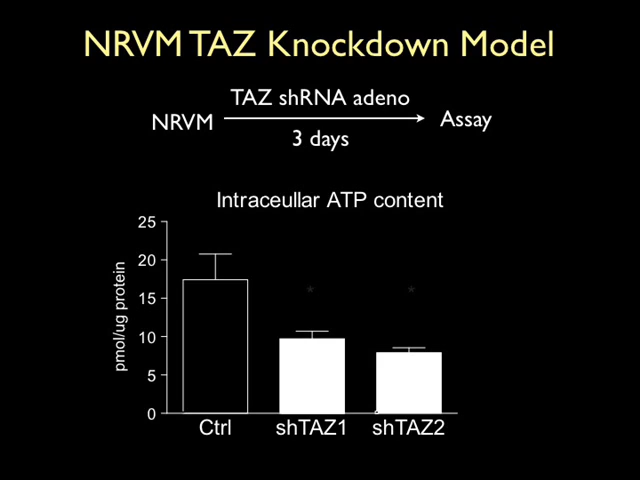 NRVM TAZ Knockdown Model
TAZ shRNA adeno
NRVM
Assay
3 days
Intraceullar ATP content
pmol/ug protein
25
20
15
10
5
0
* *
Ctrl shTAZ1 shTAZ2